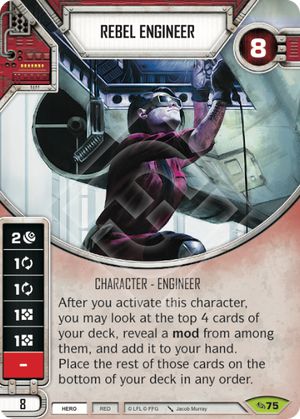 REBEL ENGINEER
8
2
1
1
1
1
-
CHARACTER - ENGINEER
After you activate this character,
you may look at the top 4 cards of
your deck, reveal a mod from among
them, and add it to your hand.
Place the rest of those cards on the
bottom of your deck in any order.
8
HERO
RED
© LFL © FFG
Jacob Murray
75